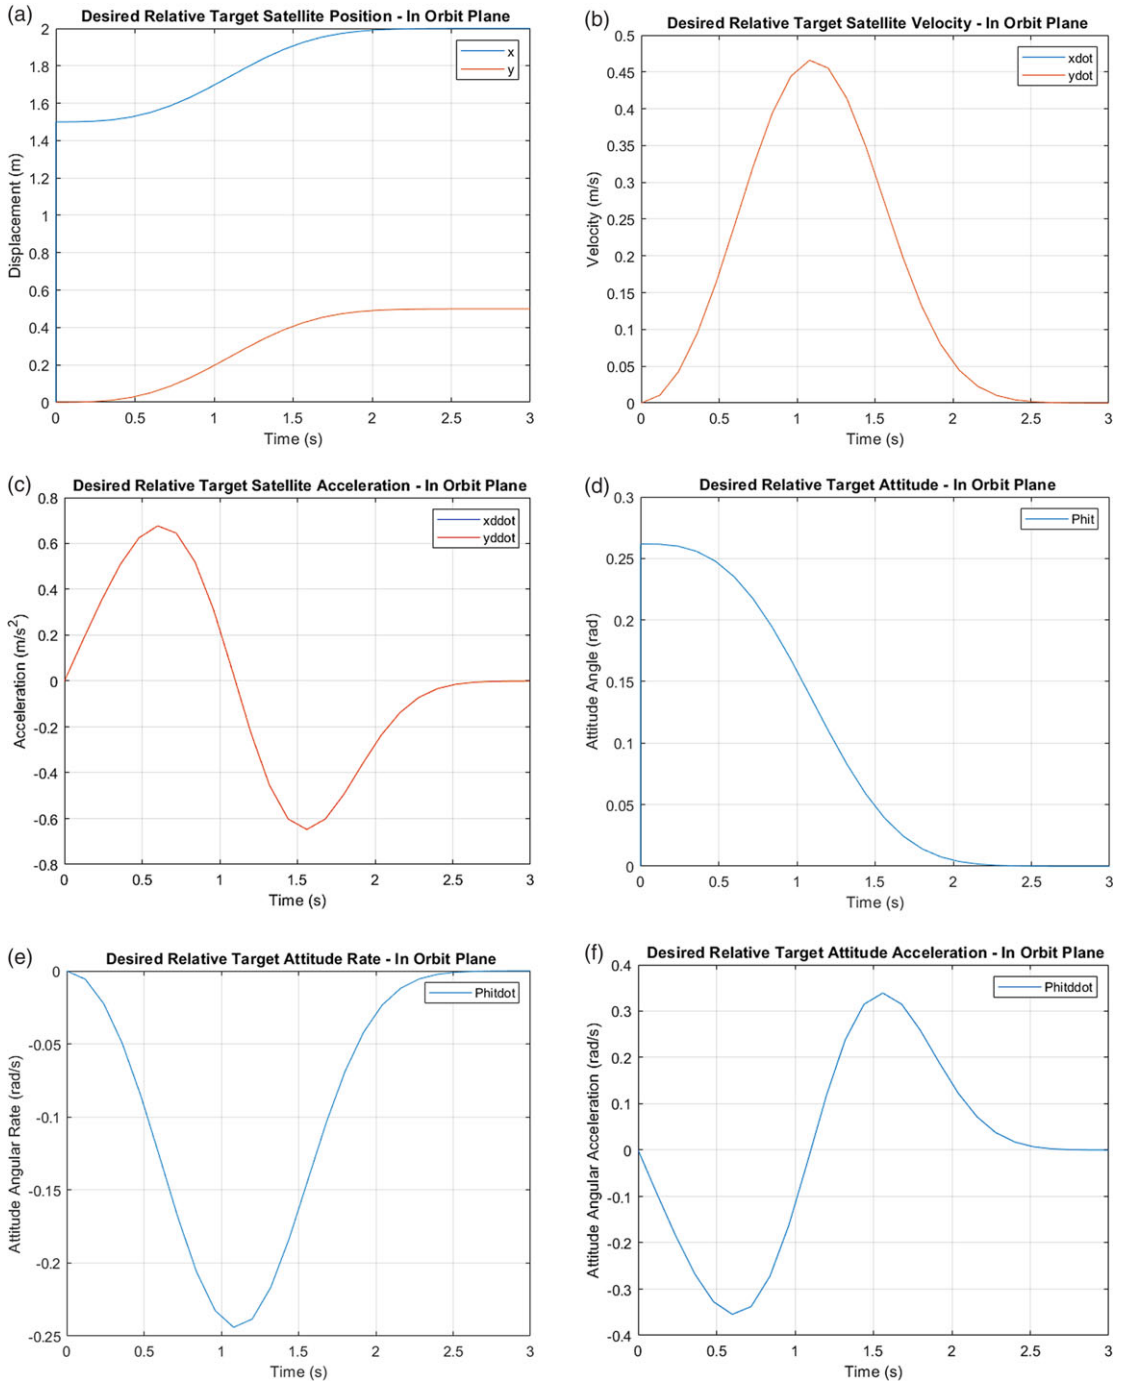 (a)
Desired Relative Target Satellite Position - In Orbit Plane
2
1.8
1.6
1.4
1.2
1
0.8
0.6
0.4
0.2
0
Displacement (m)
x
y
0 0.5 1 1.5 2 2.5 3
Time (s)
(b)
Desired Relative Target Satellite Velocity - In Orbit Plane
0.5
0.45
0.4
0.35
0.3
0.25
0.2
0.15
0.1
0.05
0
Velocity (m/s)
xdot
ydot
0 0.5 1 1.5 2 2.5 3
Time (s)
(c)
Desired Relative Target Satellite Acceleration - In Orbit Plane
0.8
0.6
0.4
0.2
0
-0.2
-0.4
-0.6
-0.8
Acceleration (m/s²)
xddot
yddot
0 0.5 1 1.5 2 2.5 3
Time (s)
(d)
Desired Relative Target Attitude - In Orbit Plane
0.3
0.25
0.2
0.15
0.1
0.05
0
Attitude Angle (rad)
Phit
0 0.5 1 1.5 2 2.5 3
Time (s)
(e)
Desired Relative Target Attitude Rate - In Orbit Plane
0
-0.05
-0.1
-0.15
-0.2
-0.25
Attitude Angular Rate (rad/s)
Phitdot
0 0.5 1 1.5 2 2.5 3
Time (s)
(f)
Desired Relative Target Attitude Acceleration - In Orbit Plane
0.4
0.3
0.2
0.1
0
-0.1
-0.2
-0.3
-0.4
Attitude Angular Acceleration (rad/s)
Phitddot
0 0.5 1 1.5 2 2.5 3
Time (s)